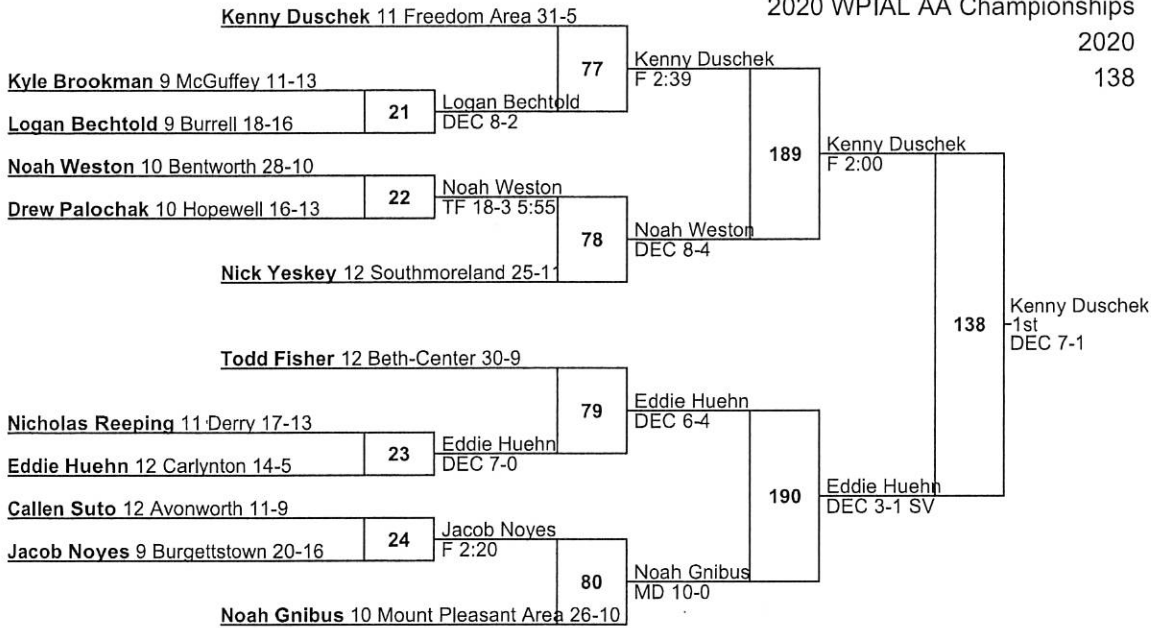 2020 WPIAL AA Championships
2020
138
Kenny Duschek 11 Freedom Area 31-5
77
Kenny Duschek
F 2:39
Kyle Brookman 9 McGuffey 11-13
21
Logan Bechtold
DEC 8-2
Logan Bechtold 9 Burrell 18-16
189
Kenny Duschek
F 2:00
Noah Weston 10 Bentworth 28-10
22
Noah Weston
TF 18-3 5:55
Drew Palochak 10 Hopewell 16-13
78
Noah Weston
DEC 8-4
Nick Yeskey 12 Southmoreland 25-11
138
Kenny Duschek
1st
DEC 7-1
Todd Fisher 12 Beth-Center 30-9
79
Eddie Huehn
DEC 6-4
Nicholas Reeping 11 Derry 17-13
23
Eddie Huehn
DEC 7-0
Eddie Huehn 12 Carlynton 14-5
190
Eddie Huehn
DEC 3-1 SV
Callen Suto 12 Avonworth 11-9
24
Jacob Noyes
F 2:20
Jacob Noyes 9 Burgettstown 20-16
80
Noah Gnibus
MD 10-0
Noah Gnibus 10 Mount Pleasant Area 26-10